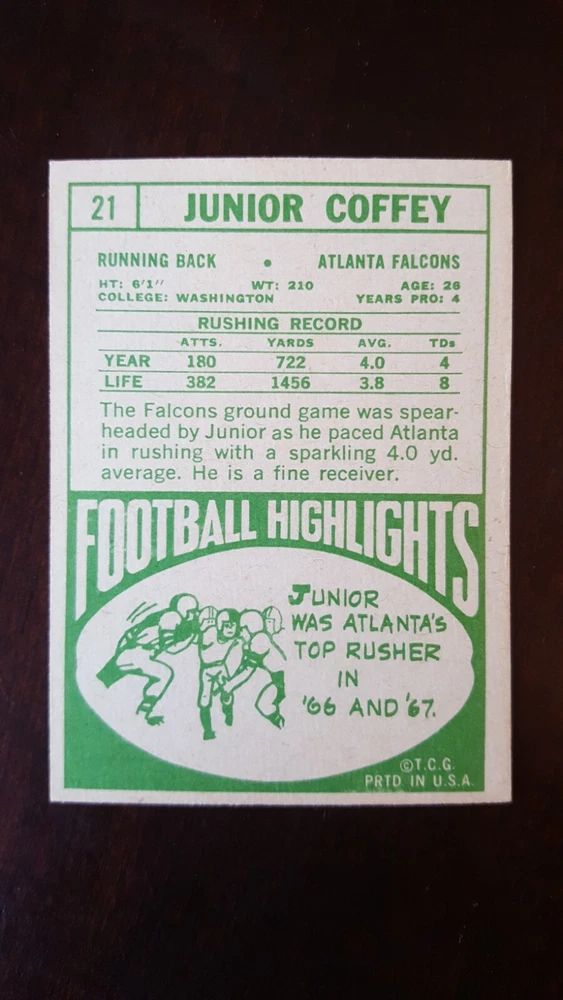 21 JUNIOR COFFEY
RUNNING BACK • ATLANTA FALCONS
HT: 6'1" WT: 210 AGE: 26
COLLEGE: WASHINGTON YEARS PRO: 4
RUSHING RECORD
ATTS. YARDS AVG. TDs
YEAR 180 722 4.0 4
LIFE 382 1456 3.8 8
The Falcons ground game was spear-
headed by Junior as he paced Atlanta
in rushing with a sparkling 4.0 yd.
average. He is a fine receiver.
FOOTBALL HIGHLIGHTS
JUNIOR
WAS ATLANTA'S
TOP RUSHER
IN
'66 AND '67.
©T.C.G.
PRTD. IN U.S.A.